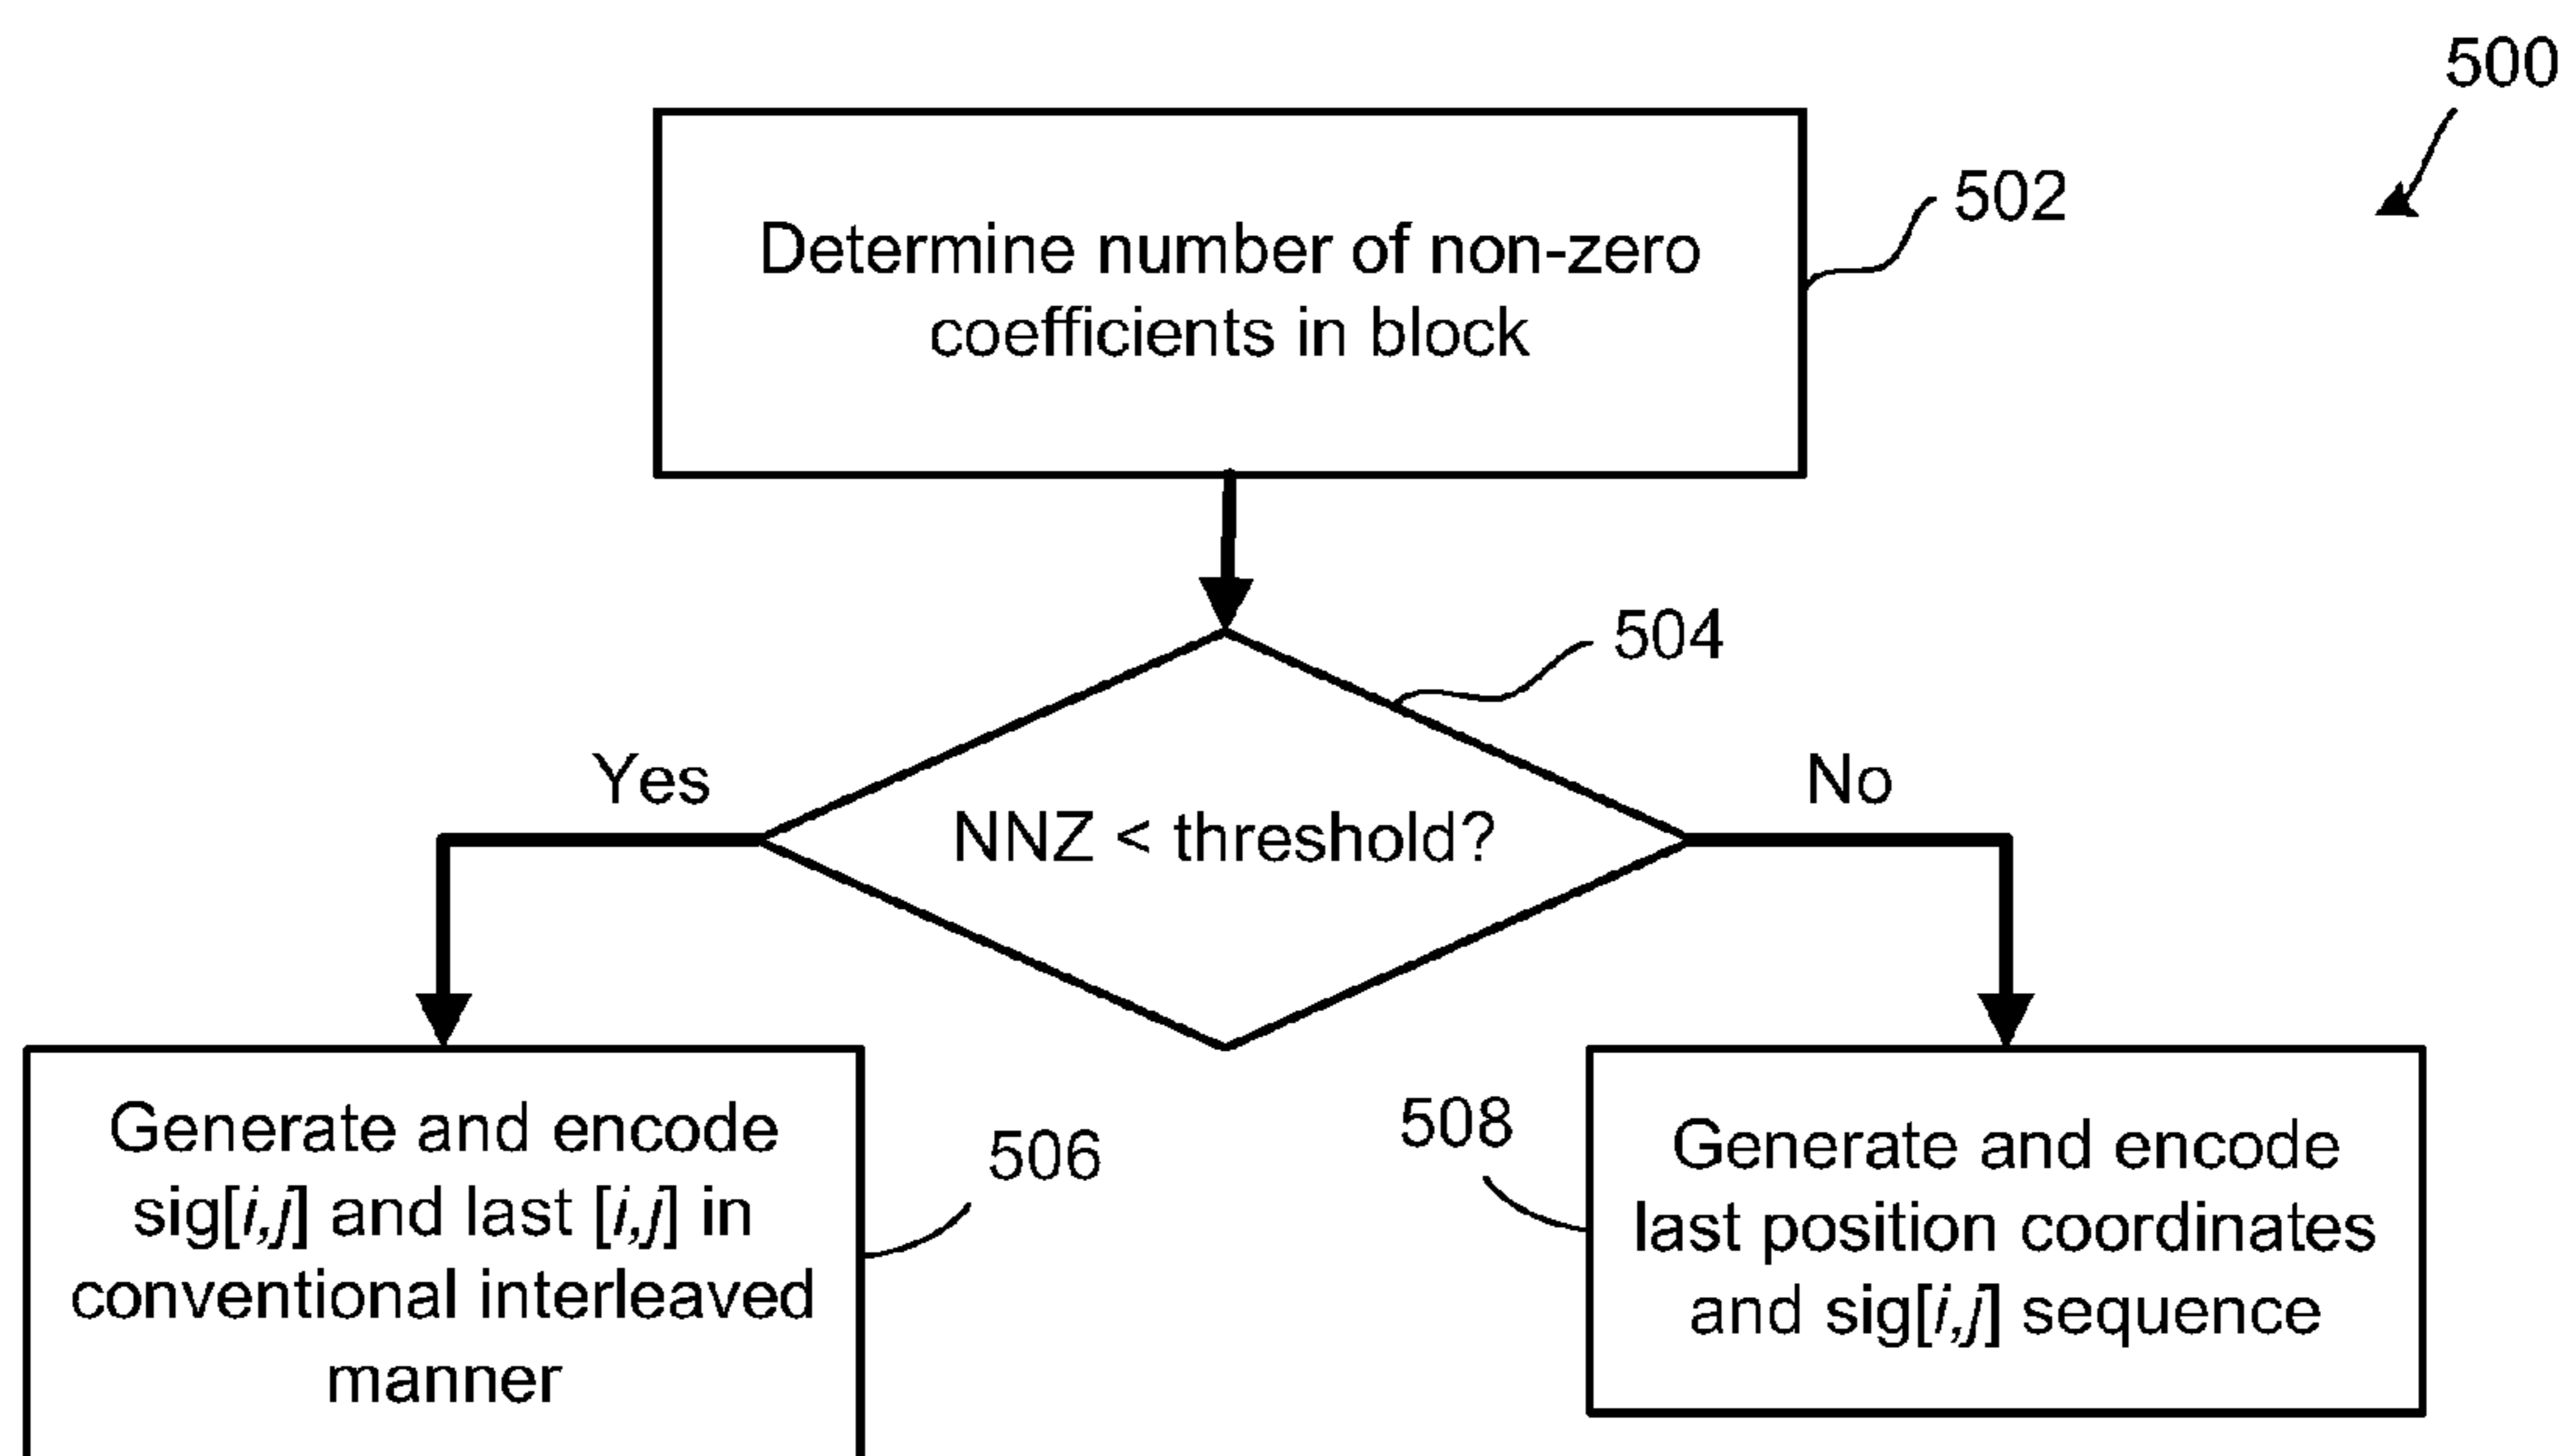 500
502
Determine number of non-zero
coefficients in block
504
Yes
No
NNZ < threshold?
506
508
Generate and encode
sig[i,j] and last [i,j] in
conventional interleaved
manner
Generate and encode
last position coordinates
and sig[i,j] sequence